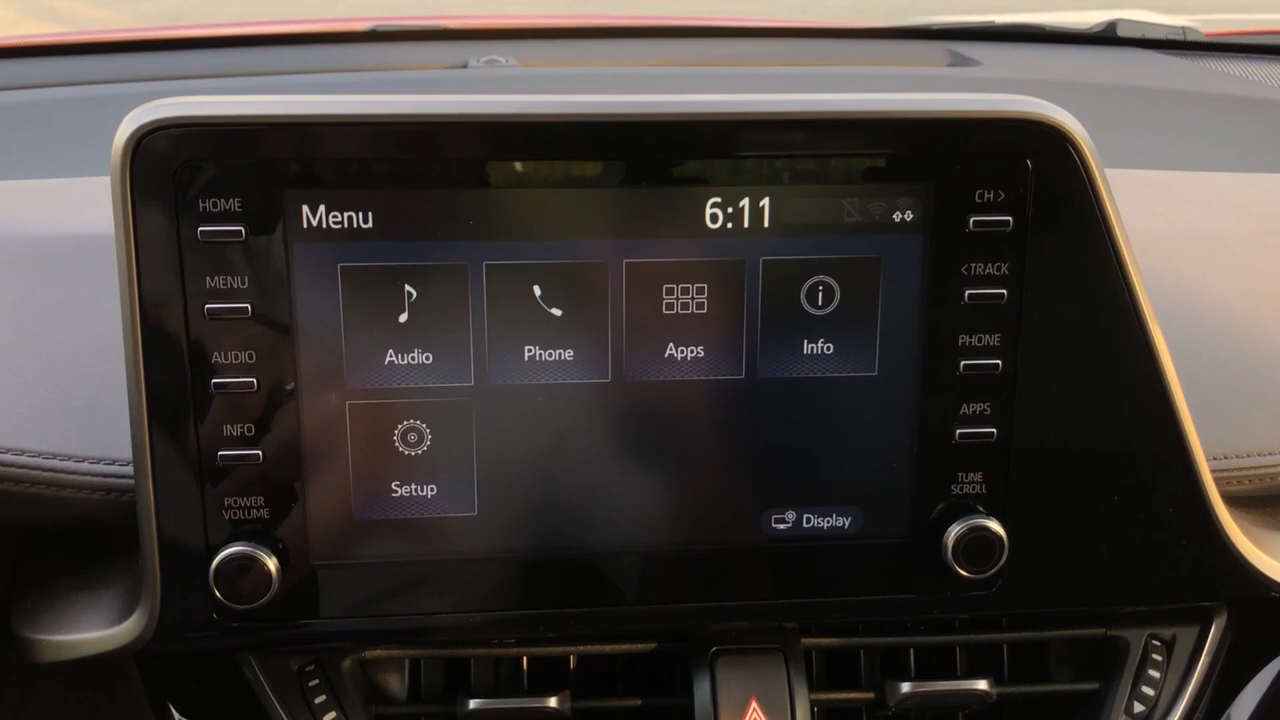 HOME
MENU
AUDIO
INFO
POWER
VOLUME
Menu
6:11
Audio
Phone
Apps
Info
Setup
Display
CH >
< TRACK
PHONE
APPS
TUNE
SCROLL